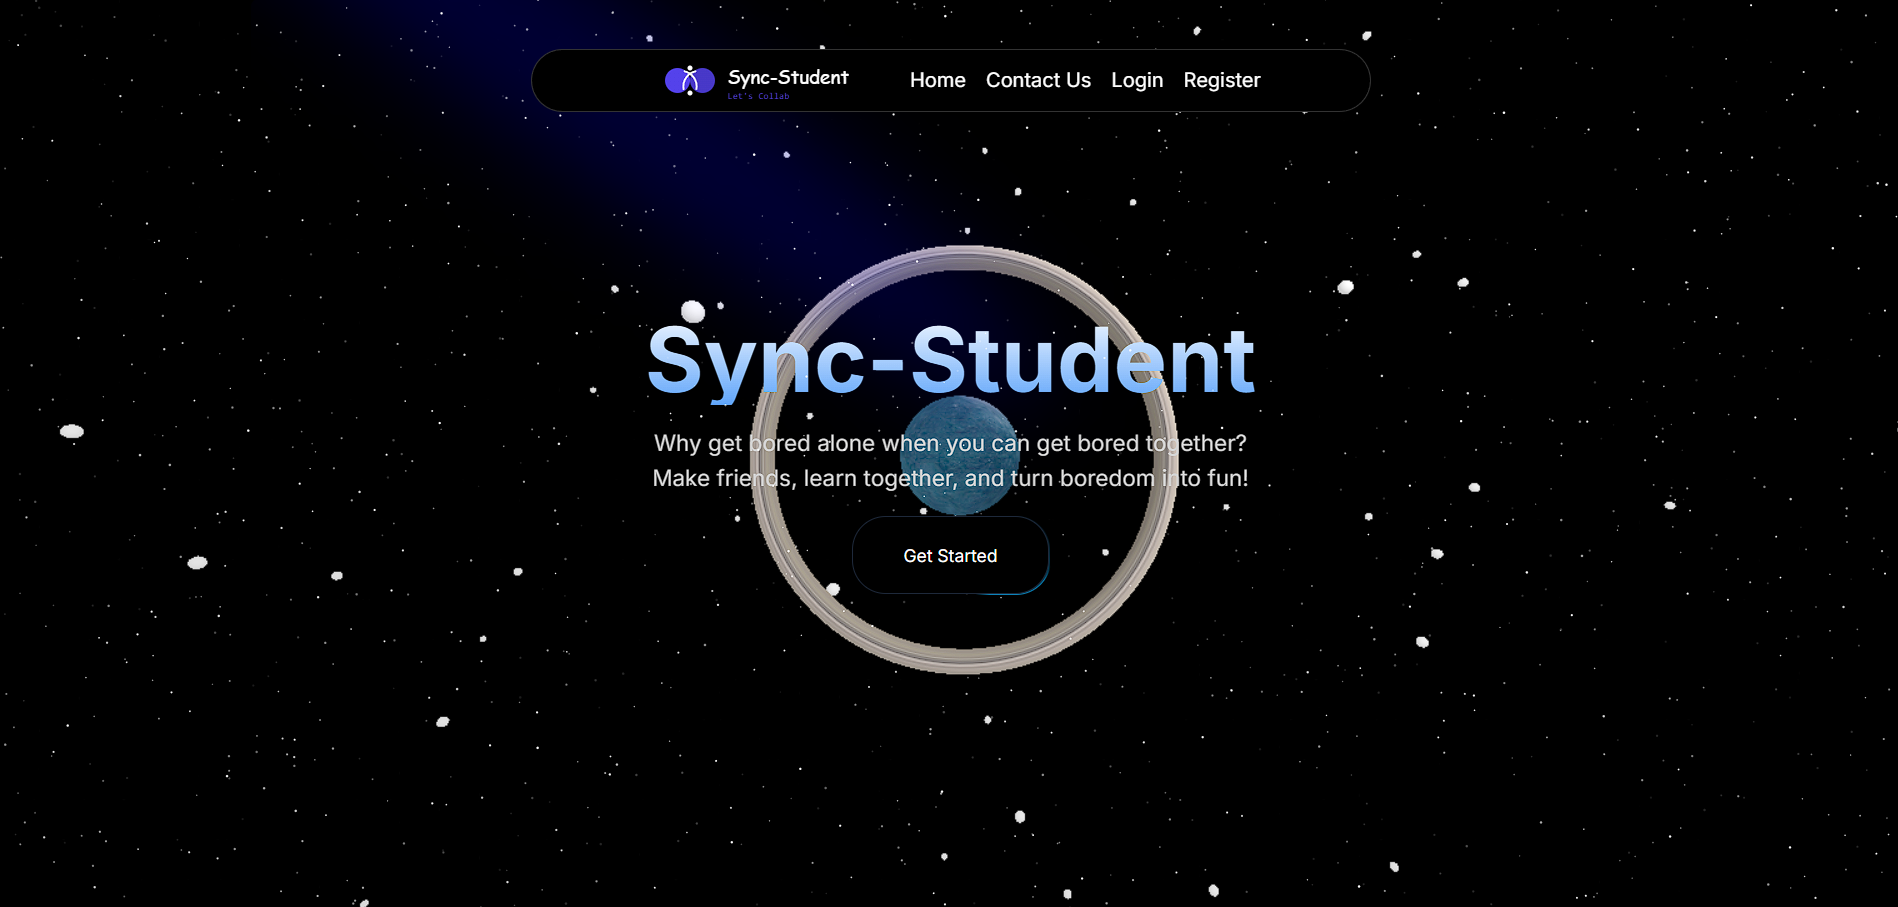 Sync-Student
Let's Collab
Home Contact Us Login Register
Sync-Student
Why get bored alone when you can get bored together?
Make friends, learn together, and turn boredom into fun!
Get Started